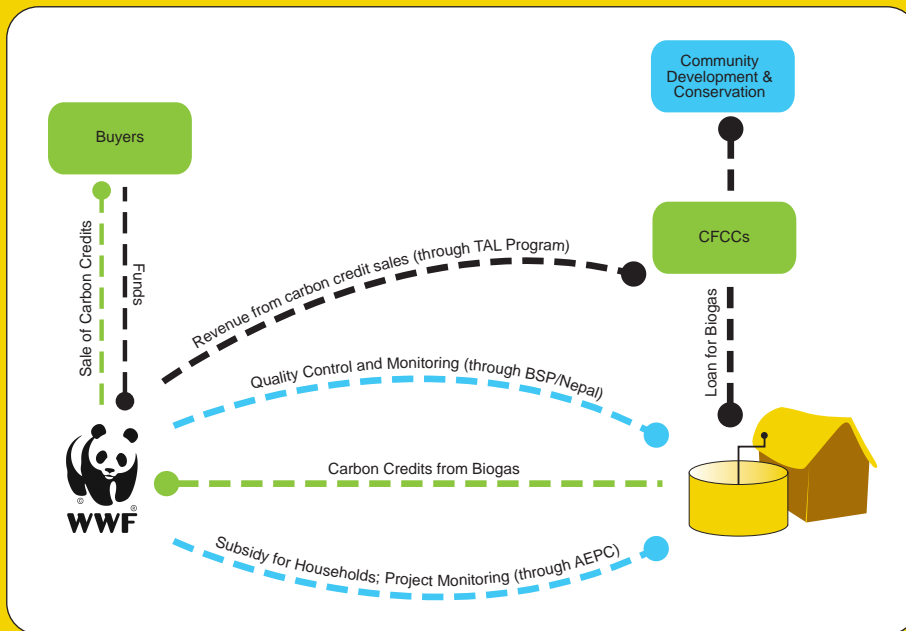 Community
Development &
Conservation
Buyers
CFCCs
Sale of Carbon Credits
Funds
Revenue from carbon credit sales (through TAL Program)
Loan for Biogas
Quality Control and Monitoring (through BSP/Nepal)
Carbon Credits from Biogas
©
®
WWF
Subsidy for Households; Project Monitoring (through AEPC)